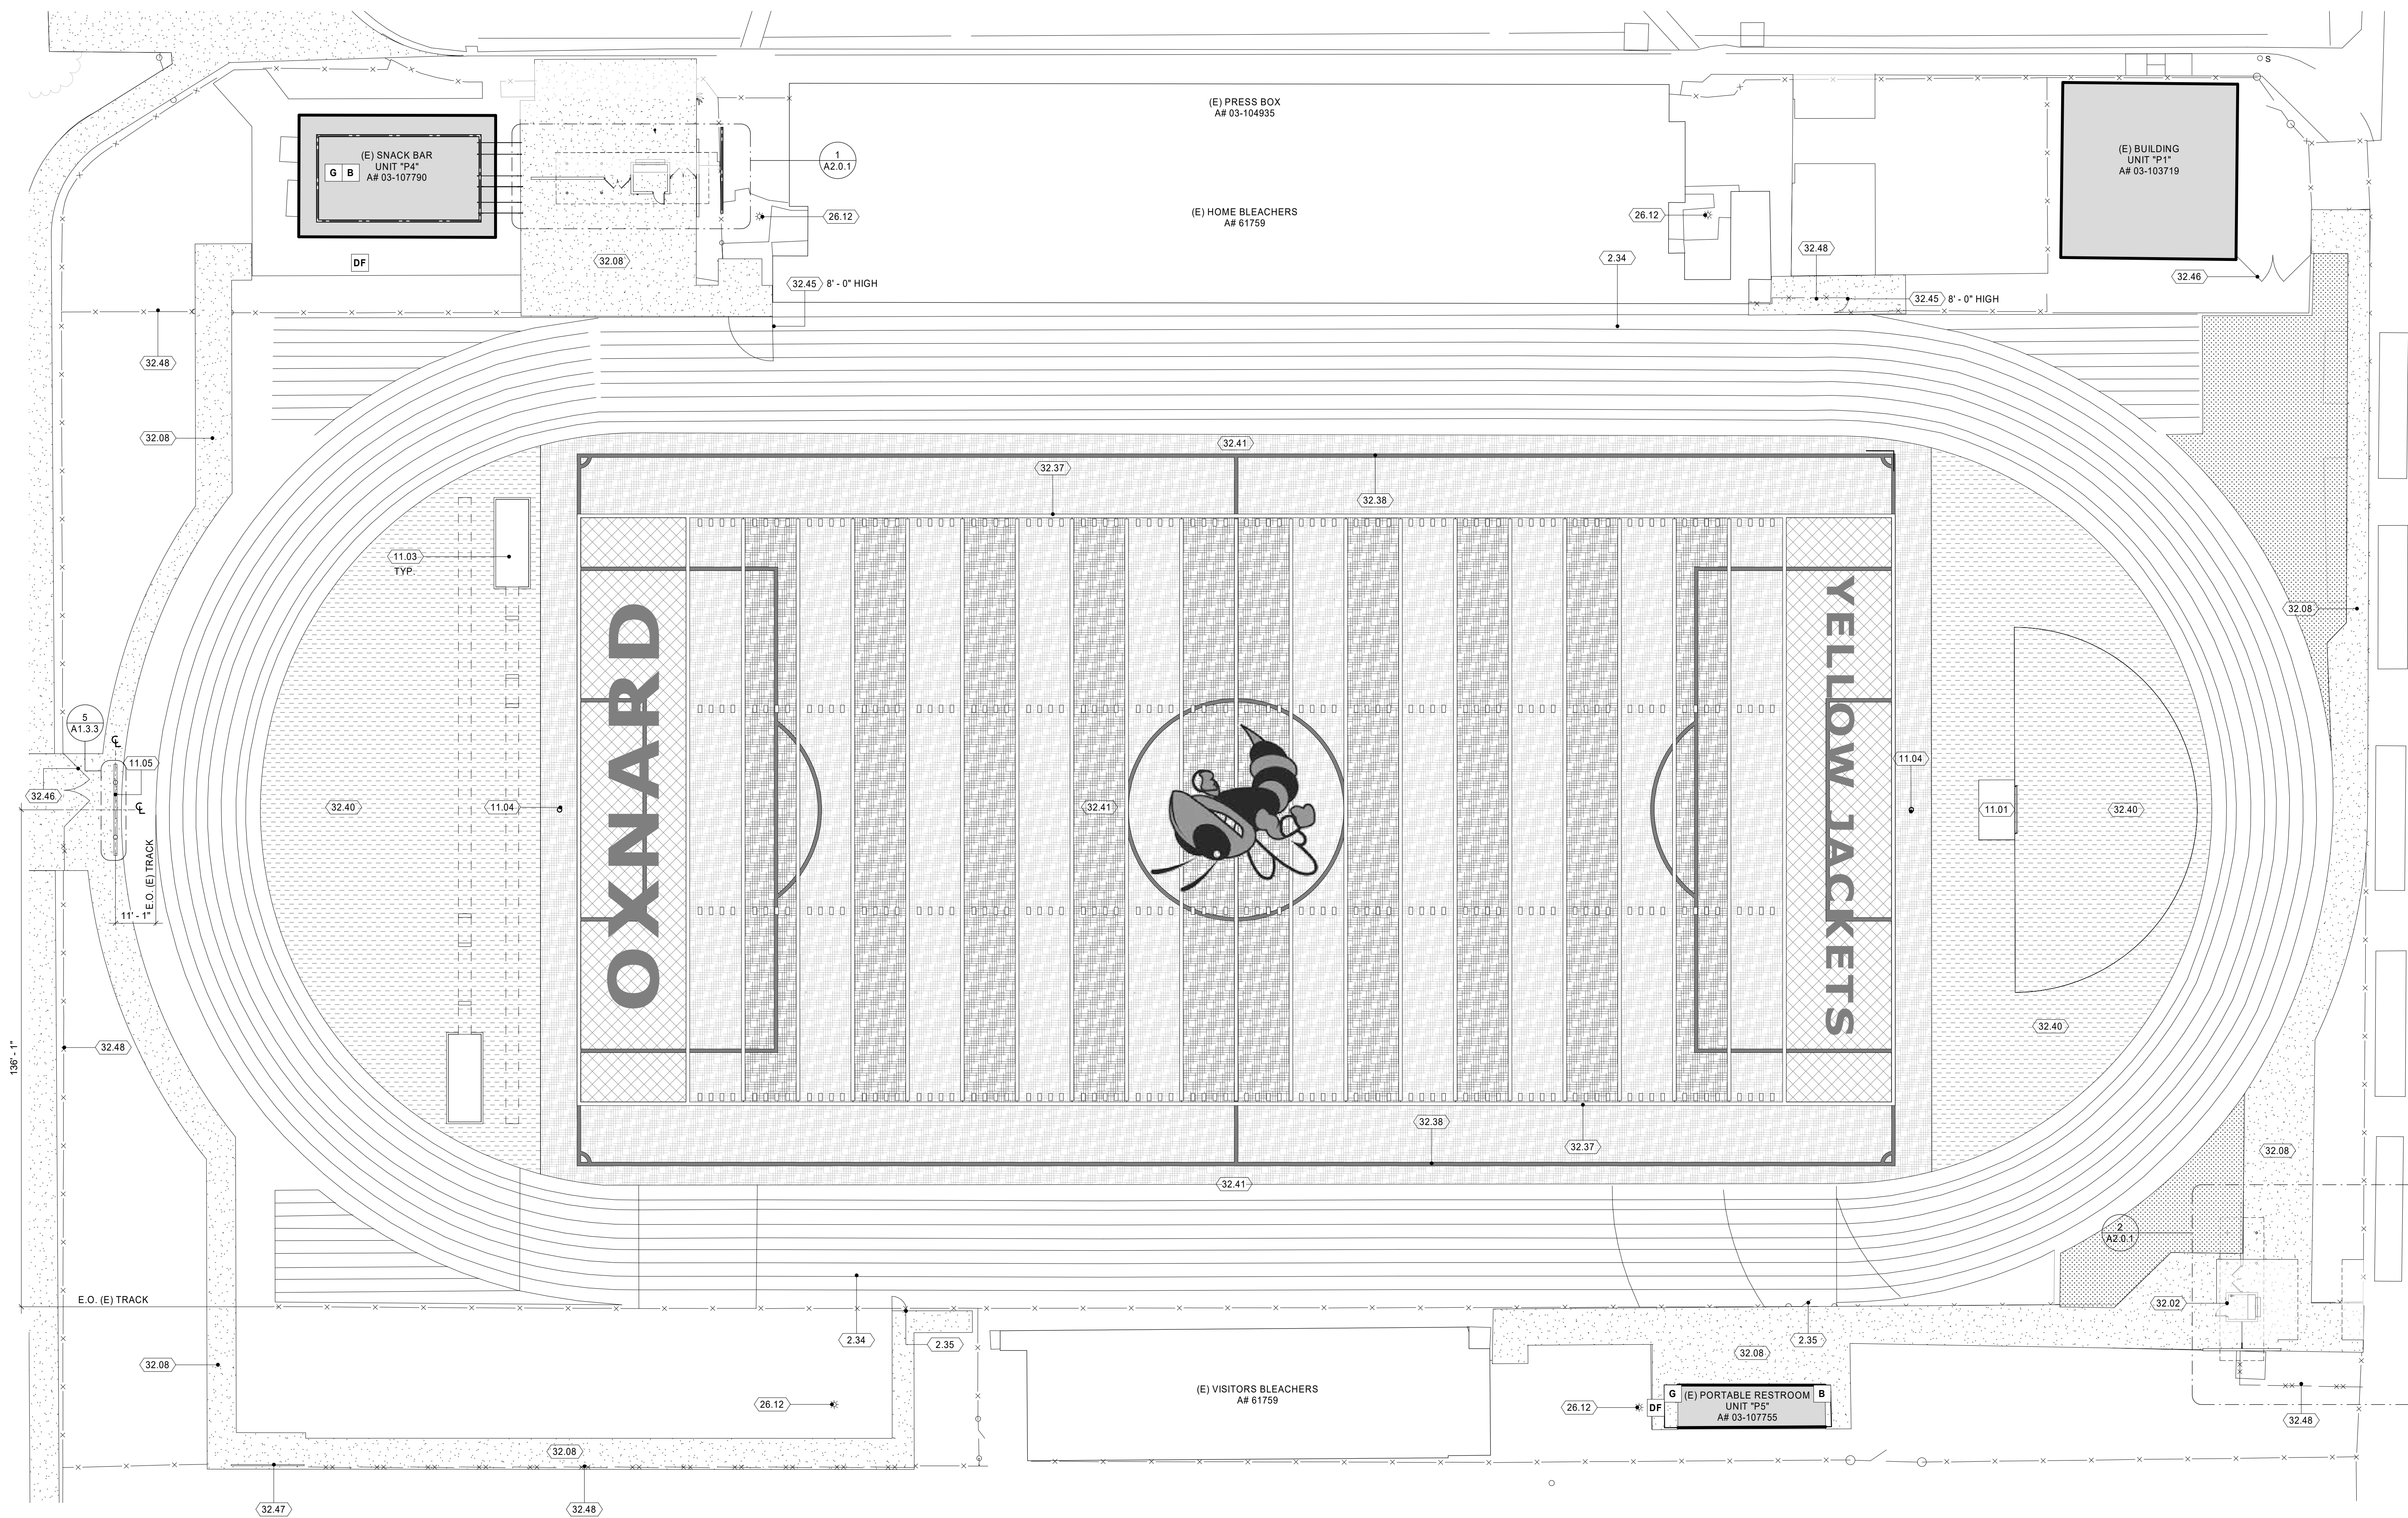 S
(E) PRESS BOX
A# 03-104935
(E) SNACK BAR
UNIT "P4"
A# 03-107790
G B
1
A2.0.1
(E) BUILDING
UNIT "P1"
A# 03-103719
26.12
(E) HOME BLEACHERS
A# 61759
26.12
32.48
DF
32.08
2.34
32.46
32.45 8' - 0" HIGH
32.45 8' - 0" HIGH
32.48
32.08
32.41
32.37
32.38
11.03
TYP.
32.08
OXNARD
YELLOW JACKETS
5
A1.3.3
CL
11.05
11.04
32.46
32.40
11.04
32.41
11.01
32.40
CL
E.O. (E) TRACK
11' - 1"
32.40
32.48
136' - 1"
32.38
32.37
32.08
32.41
2
A2.0.1
E.O. (E) TRACK
32.02
2.34
2.35
2.35
32.08
32.08
(E) VISITORS BLEACHERS
A# 61759
26.12
26.12
DF
G
(E) PORTABLE RESTROOM
B
UNIT "P5"
A# 03-107755
32.48
32.08
32.47
32.48